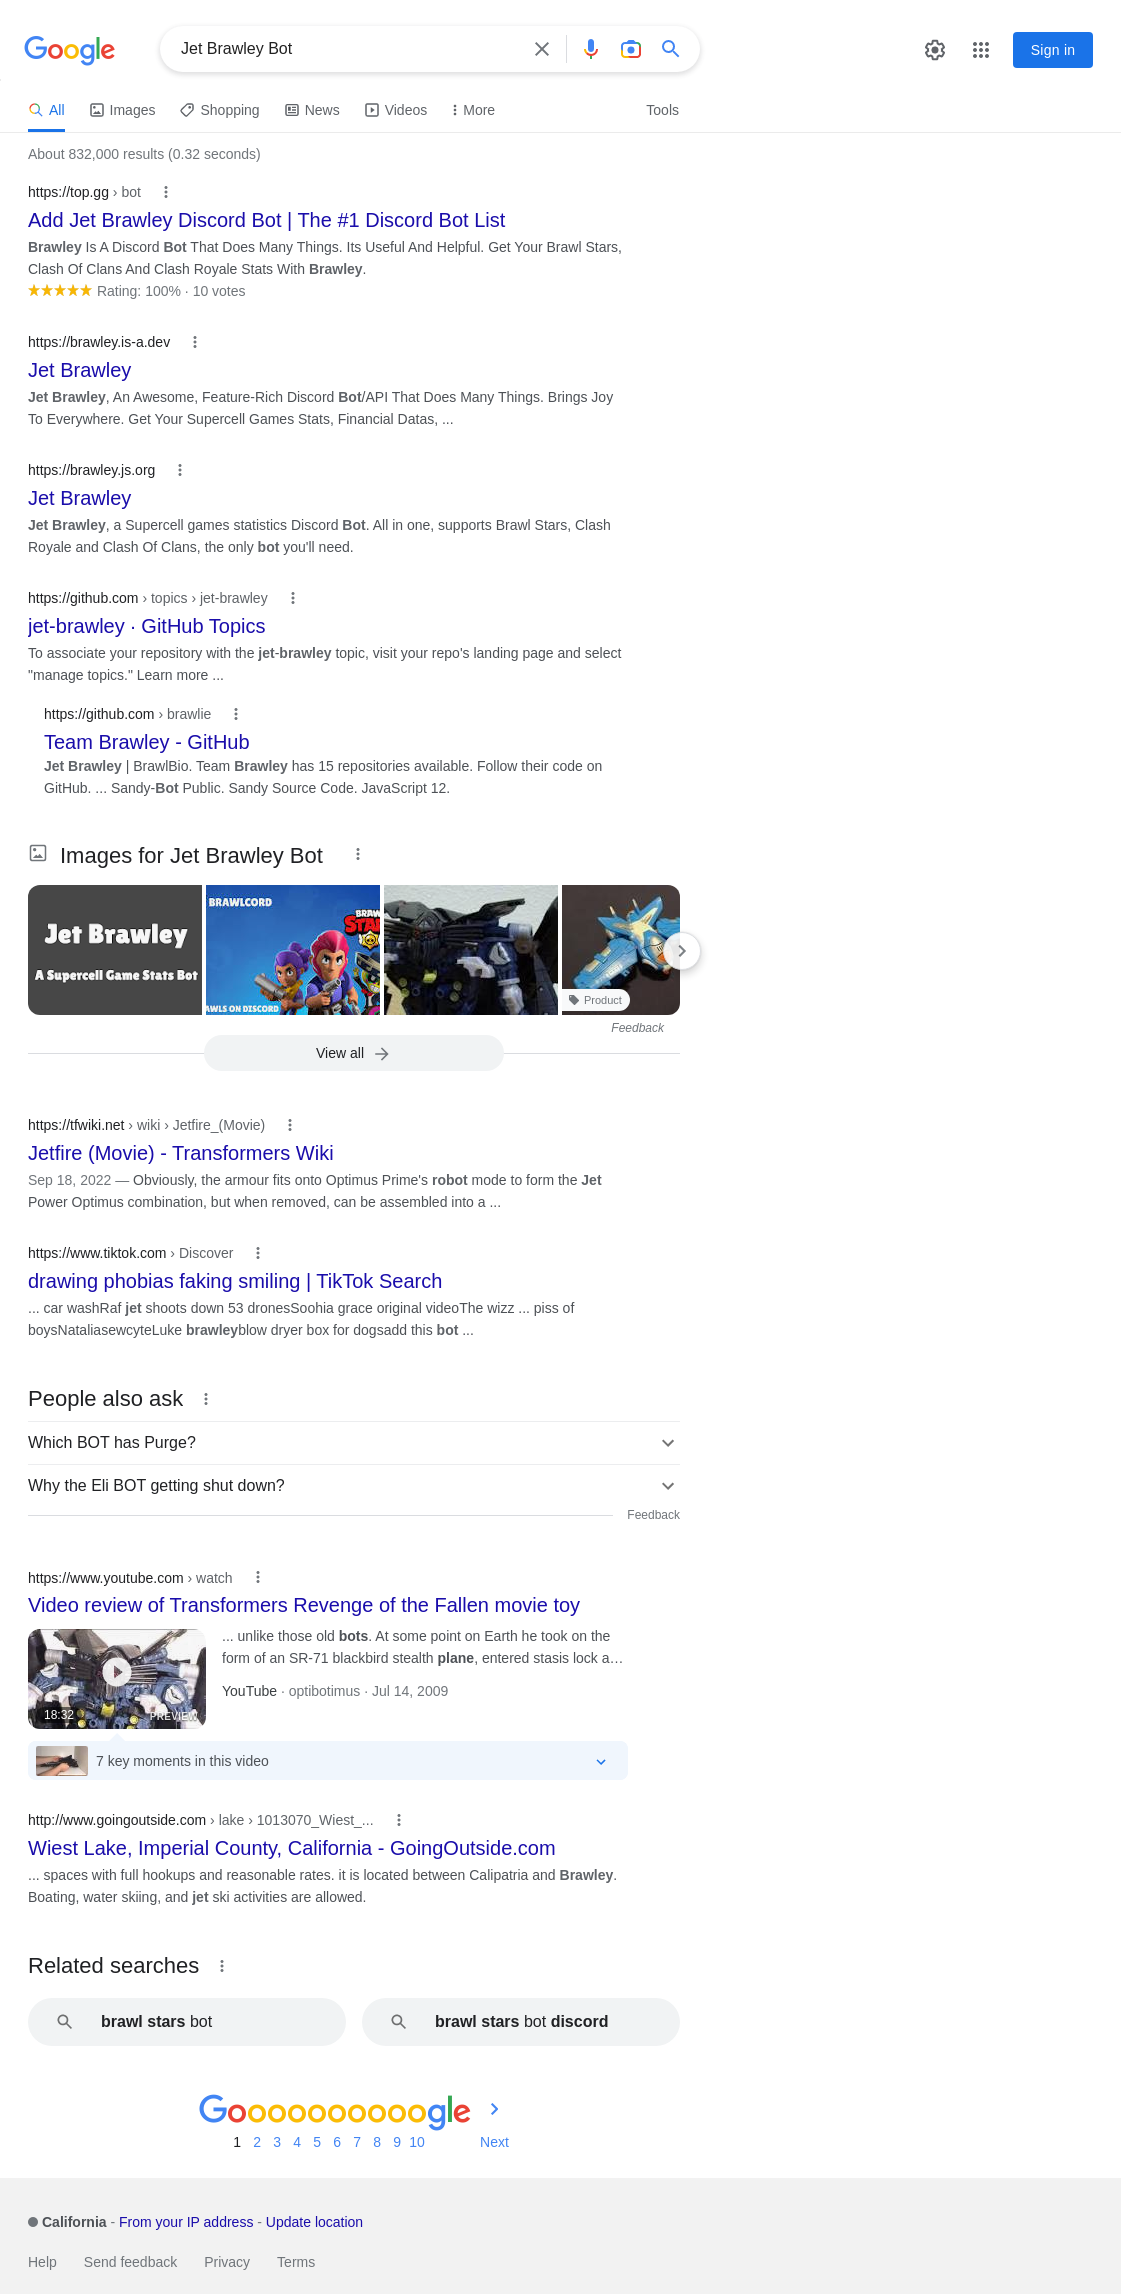 Google
Jet Brawley Bot
Sign in
All Images Shopping News Videos More Tools
About 832,000 results (0.32 seconds)
https://top.gg › bot
Add Jet Brawley Discord Bot | The #1 Discord Bot List
Brawley Is A Discord Bot That Does Many Things. Its Useful And Helpful. Get Your Brawl Stars,
Clash Of Clans And Clash Royale Stats With Brawley.
Rating: 100% · 10 votes
https://brawley.is-a.dev
Jet Brawley
Jet Brawley, An Awesome, Feature-Rich Discord Bot/API That Does Many Things. Brings Joy
To Everywhere. Get Your Supercell Games Stats, Financial Datas, ...
https://brawley.js.org
Jet Brawley
Jet Brawley, a Supercell games statistics Discord Bot. All in one, supports Brawl Stars, Clash
Royale and Clash Of Clans, the only bot you'll need.
https://github.com › topics › jet-brawley
jet-brawley · GitHub Topics
To associate your repository with the jet-brawley topic, visit your repo's landing page and select
"manage topics." Learn more ...
https://github.com › brawlie
Team Brawley - GitHub
Jet Brawley | BrawlBio. Team Brawley has 15 repositories available. Follow their code on
GitHub. ... Sandy-Bot Public. Sandy Source Code. JavaScript 12.
Images for Jet Brawley Bot
Jet Brawley
A Supercell Game Stats Bot
BRAWLCORD
BRAW
STA
AWLS ON DISCORD
Product
Feedback
View all
https://tfwiki.net › wiki › Jetfire_(Movie)
Jetfire (Movie) - Transformers Wiki
Sep 18, 2022 — Obviously, the armour fits onto Optimus Prime's robot mode to form the Jet
Power Optimus combination, but when removed, can be assembled into a ...
https://www.tiktok.com › Discover
drawing phobias faking smiling | TikTok Search
... car washRaf jet shoots down 53 dronesSoohia grace original videoThe wizz ... piss of
boysNataliasewcyteLuke brawleyblow dryer box for dogsadd this bot ...
People also ask
Which BOT has Purge?
Why the Eli BOT getting shut down?
Feedback
https://www.youtube.com › watch
Video review of Transformers Revenge of the Fallen movie toy
... unlike those old bots. At some point on Earth he took on the
form of an SR-71 blackbird stealth plane, entered stasis lock a…
YouTube · optibotimus · Jul 14, 2009
18:32
PREVIEW
7 key moments in this video
http://www.goingoutside.com › lake › 1013070_Wiest_...
Wiest Lake, Imperial County, California - GoingOutside.com
... spaces with full hookups and reasonable rates. it is located between Calipatria and Brawley.
Boating, water skiing, and jet ski activities are allowed.
Related searches
brawl stars bot
brawl stars bot discord
Goooooooooogle
1 2 3 4 5 6 7 8 9 10 Next
California - From your IP address - Update location
Help Send feedback Privacy Terms